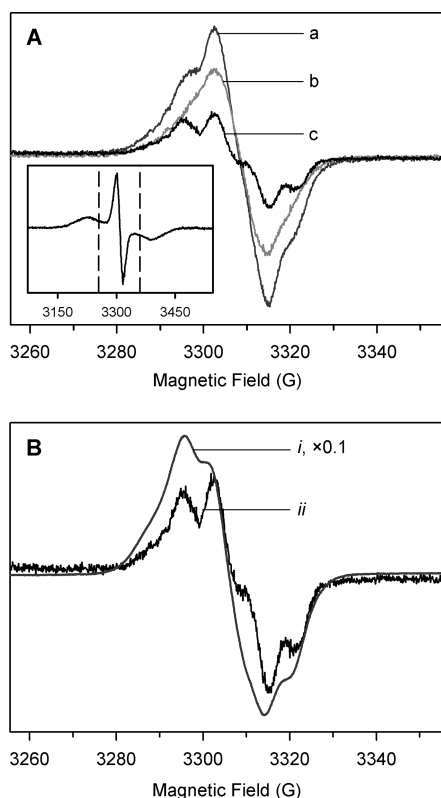 A
a
b
c
3150 3300 3450
3260 3280 3300 3320 3340
Magnetic Field (G)
B
i, ×0.1
ii
3260 3280 3300 3320 3340
Magnetic Field (G)